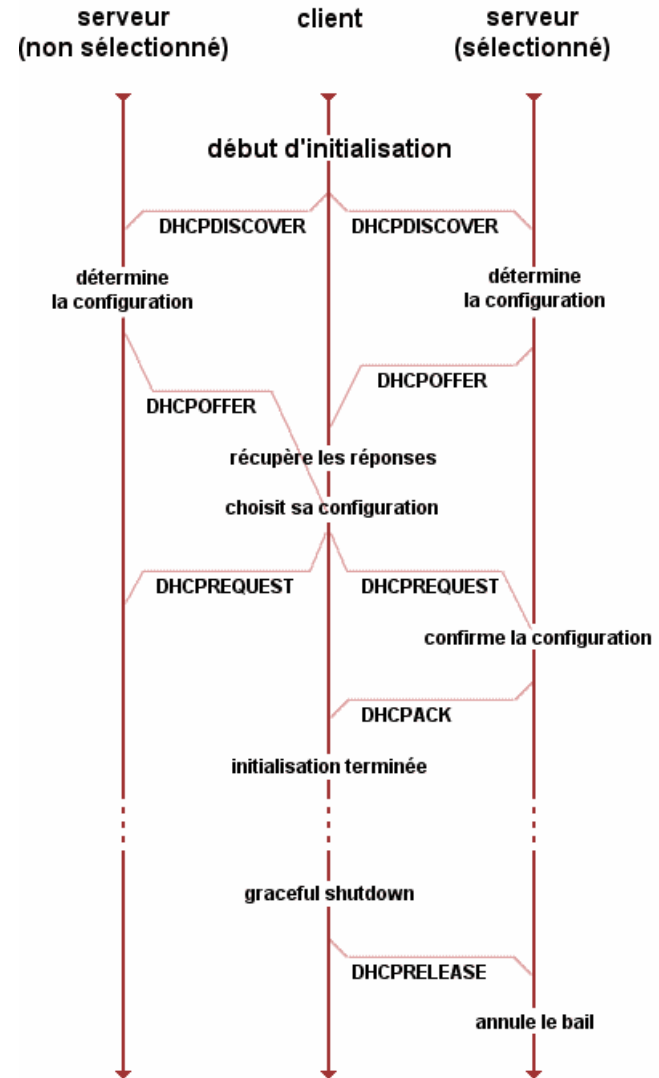 serveur
(non sélectionné)
client
serveur
(sélectionné)
début d'initialisation
DHCPDISCOVER
DHCPDISCOVER
détermine
la configuration
détermine
la configuration
DHCPOFFER
DHCPOFFER
récupère les réponses
choisit sa configuration
DHCPREQUEST
DHCPREQUEST
confirme la configuration
DHCPACK
initialisation terminée
graceful shutdown
DHCPRELEASE
annule le bail